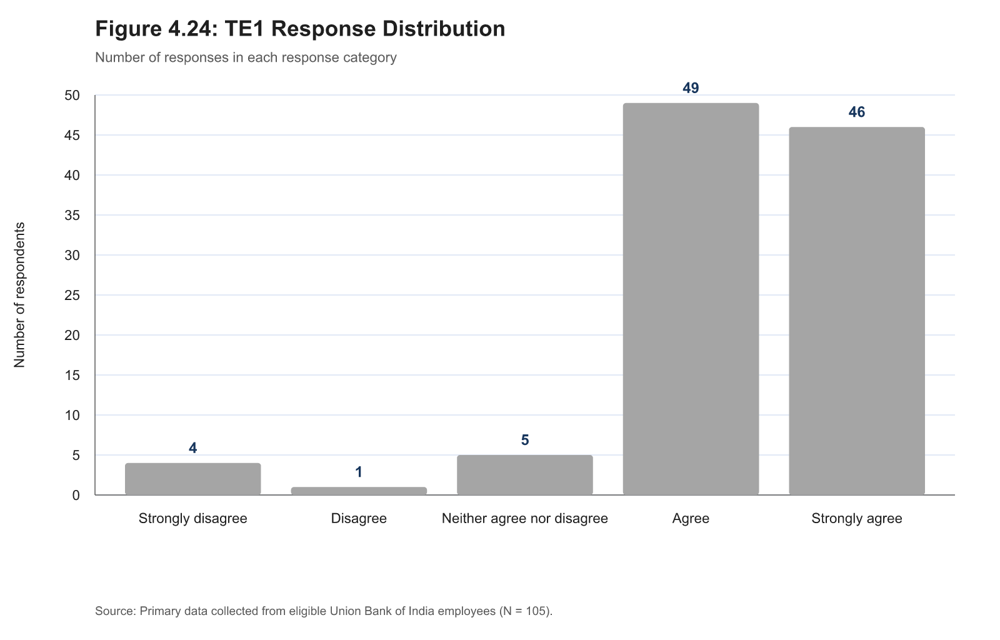 Figure 4.24: TE1 Response Distribution
Number of responses in each response category
Number of respondents
50
45
40
35
30
25
20
15
10
5
0
4
1
5
49
46
Strongly disagree
Disagree
Neither agree nor disagree
Agree
Strongly agree
Source: Primary data collected from eligible Union Bank of India employees (N = 105).